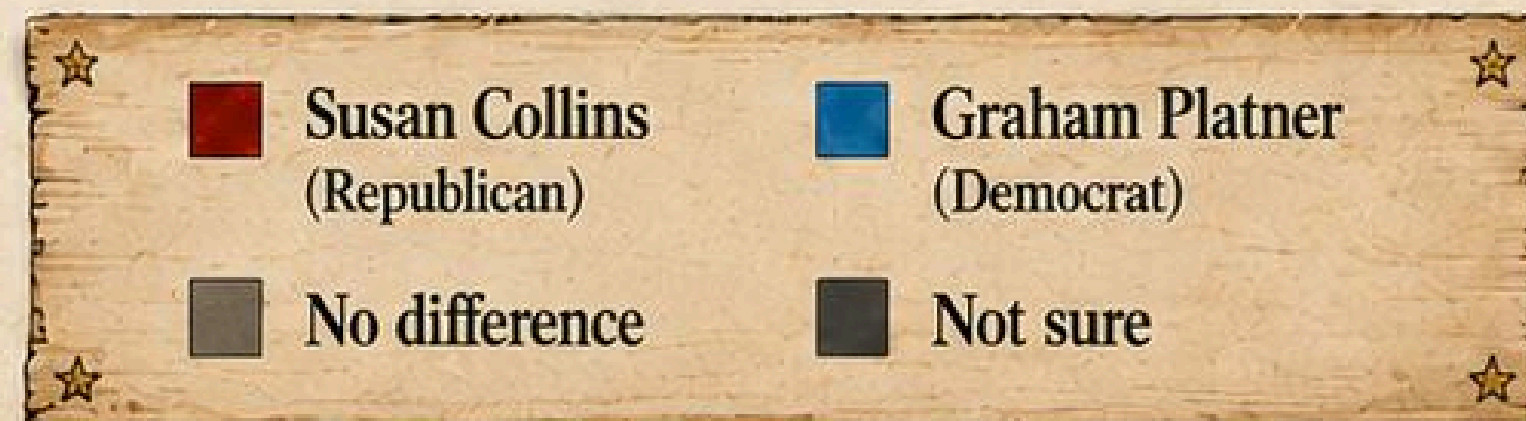 Susan Collins
(Republican)
Graham Platner
(Democrat)
No difference
Not sure